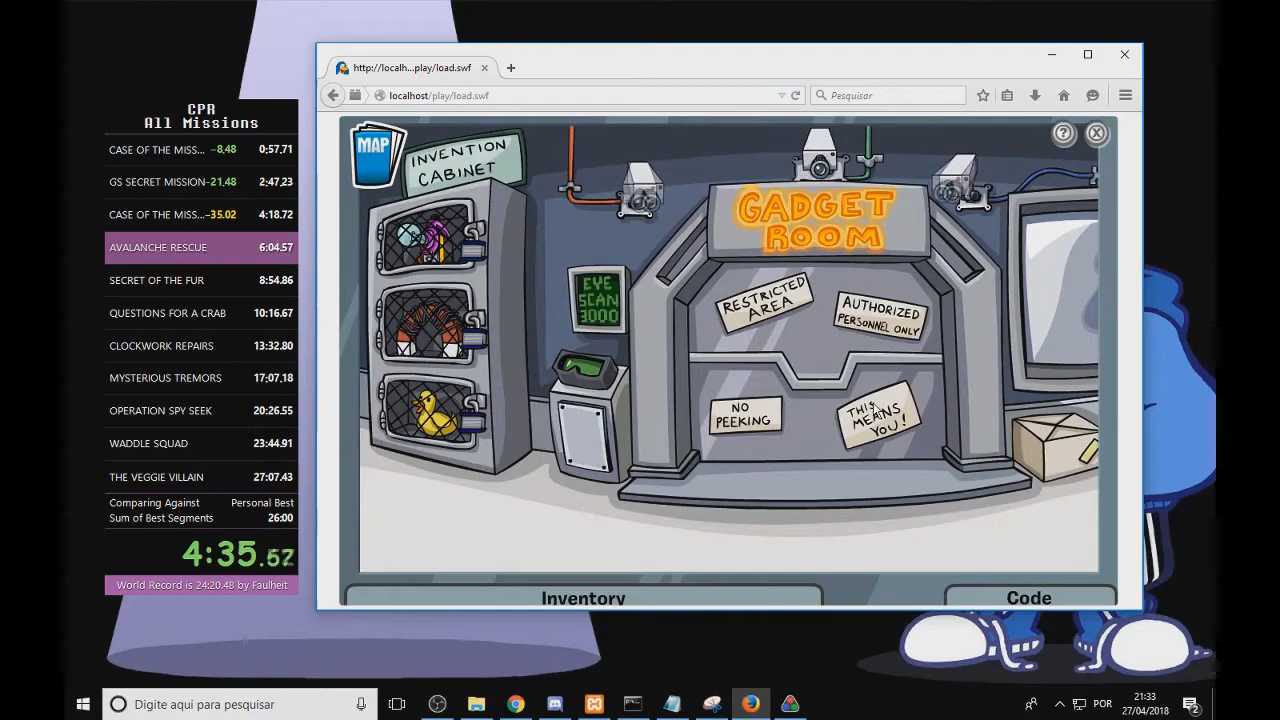 CPR
All Missions
CASE OF THE MISS... −8,48 0:57,71
GS SECRET MISSION −21,48 2:47,23
CASE OF THE MISS... −35.02 4:18.72
AVALANCHE RESCUE 6:04.57
SECRET OF THE FUR 8:54.86
QUESTIONS FOR A CRAB 10:16.67
CLOCKWORK REPAIRS 13:32.80
MYSTERIOUS TREMORS 17:07.18
OPERATION SPY SEEK 20:26.55
WADDLE SQUAD 23:44.91
THE VEGGIE VILLAIN 27:07.43
Comparing Against Personal Best
Sum of Best Segments 26:00
World Record is 24:20.48 by Faulheit
http://localh...play/load.swf
localhost/play/load.swf
Pesquisar
MAP
INVENTION
CABINET
GADGET
ROOM
EYE
SCAN
3000
RESTRICTED
AREA
AUTHORIZED
PERSONNEL ONLY
NO
PEEKING
THIS
MEANS
YOU!
Inventory
Code
Digite aqui para pesquisar
POR
21:33
27/04/2018
2